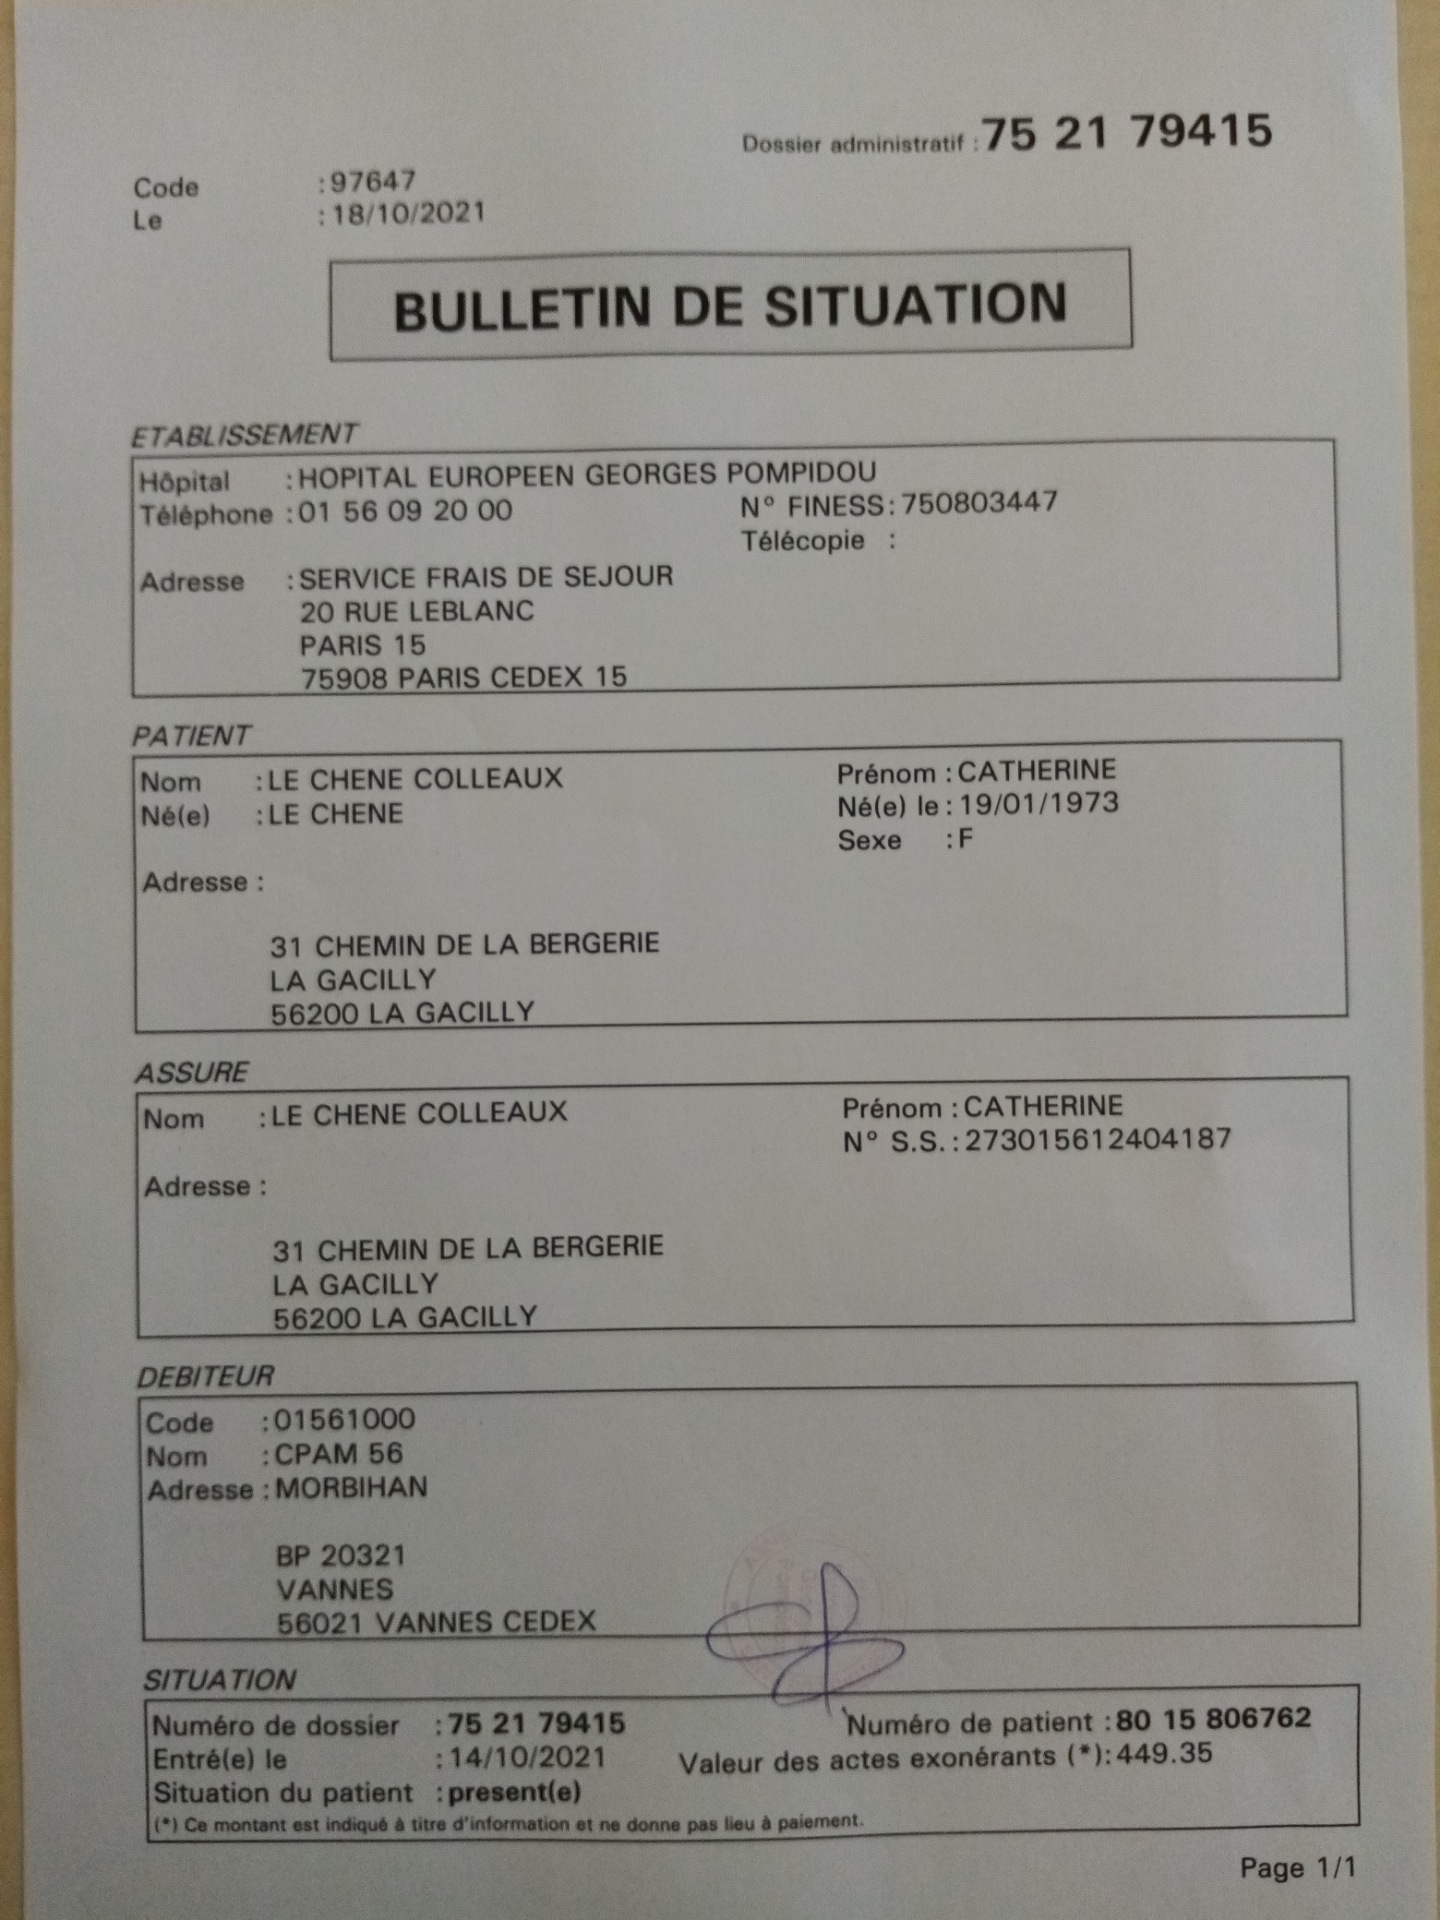 Dossier administratif : 75 21 79415
Code : 97647
Le : 18/10/2021
BULLETIN DE SITUATION
ETABLISSEMENT
Hôpital : HOPITAL EUROPEEN GEORGES POMPIDOU
Téléphone : 01 56 09 20 00 N° FINESS : 750803447
Télécopie :
Adresse : SERVICE FRAIS DE SEJOUR
20 RUE LEBLANC
PARIS 15
75908 PARIS CEDEX 15
PATIENT
Nom : LE CHENE COLLEAUX Prénom : CATHERINE
Né(e) : LE CHENE Né(e) le : 19/01/1973
Sexe : F
Adresse :
31 CHEMIN DE LA BERGERIE
LA GACILLY
56200 LA GACILLY
ASSURE
Nom : LE CHENE COLLEAUX Prénom : CATHERINE
N° S.S. : 273015612404187
Adresse :
31 CHEMIN DE LA BERGERIE
LA GACILLY
56200 LA GACILLY
DEBITEUR
Code : 01561000
Nom : CPAM 56
Adresse : MORBIHAN
BP 20321
VANNES
56021 VANNES CEDEX
SITUATION
Numéro de dossier : 75 21 79415 Numéro de patient : 80 15 806762
Entré(e) le : 14/10/2021 Valeur des actes exonérants (*): 449.35
Situation du patient : present(e)
(*) Ce montant est indiqué à titre d'information et ne donne pas lieu à paiement.
Page 1/1